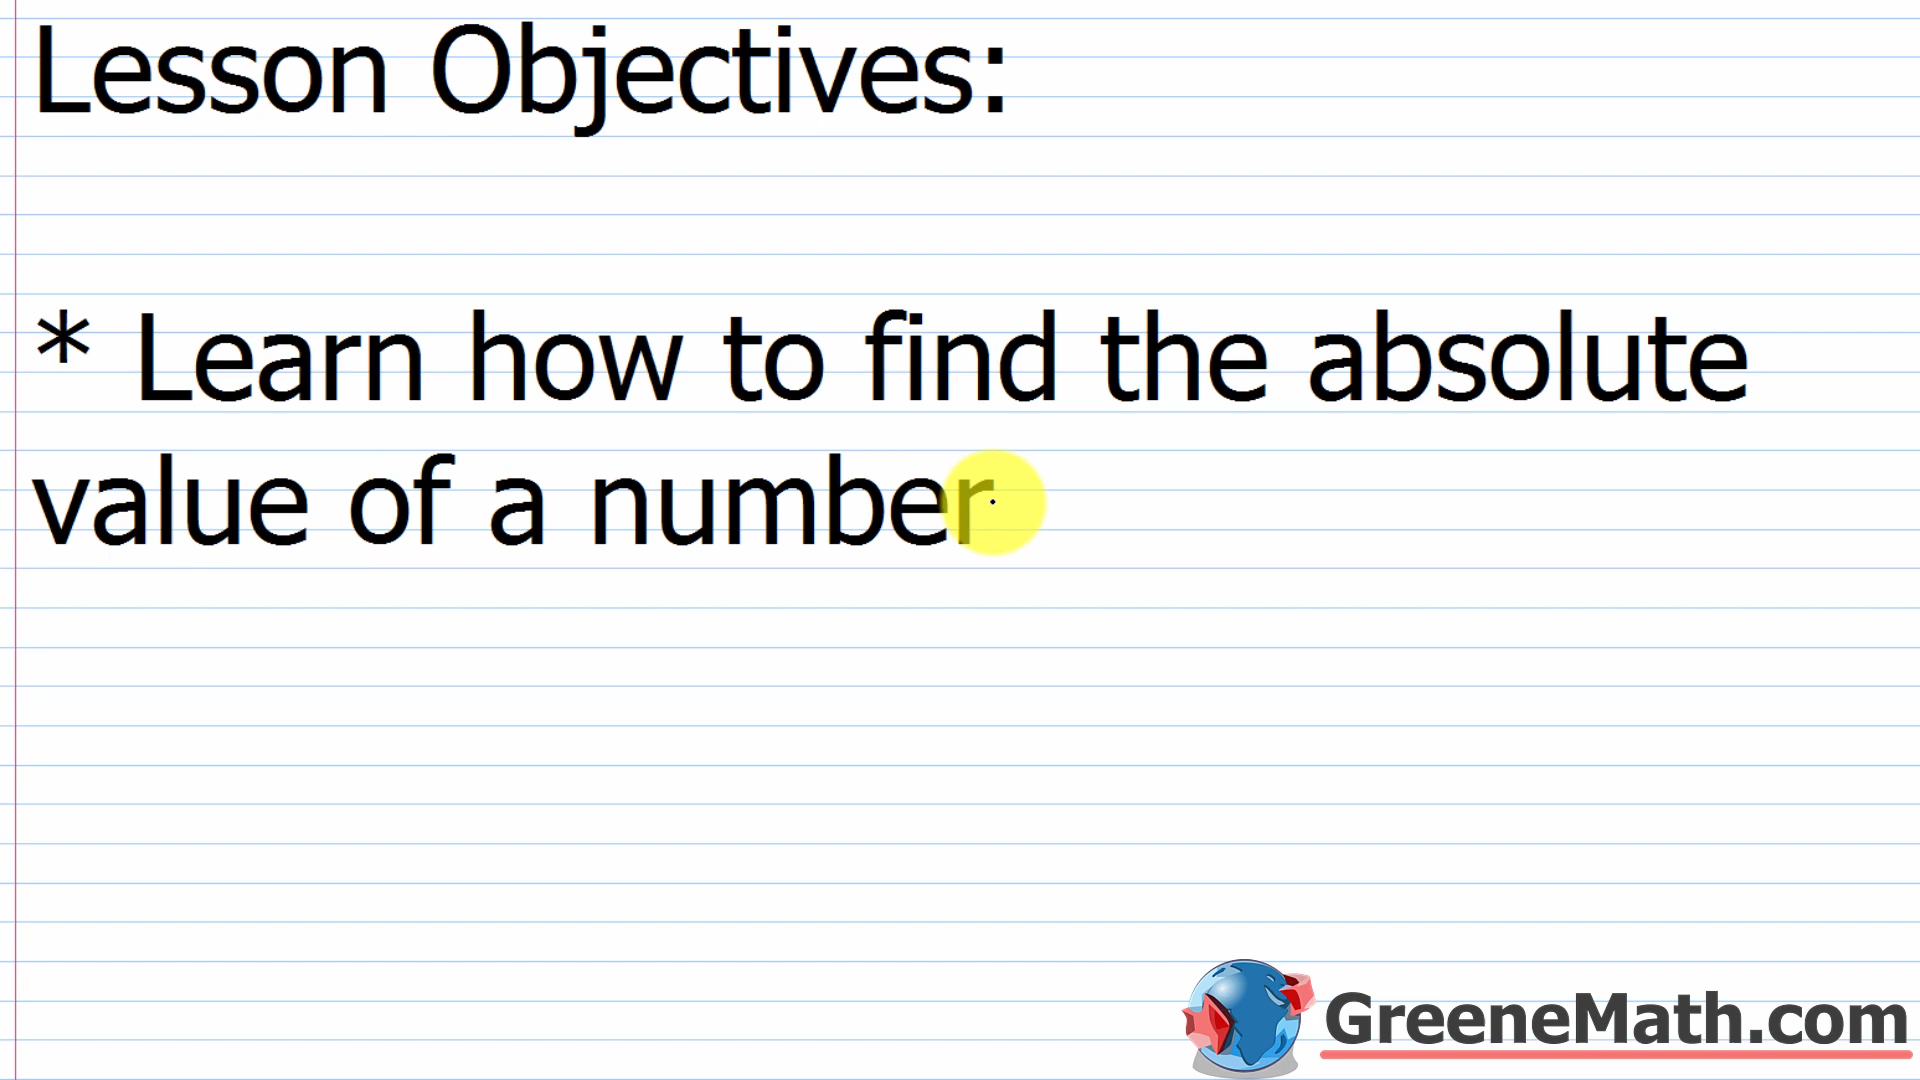 Lesson Objectives:
* Learn how to find the absolute
value of a number
GreeneMath.com